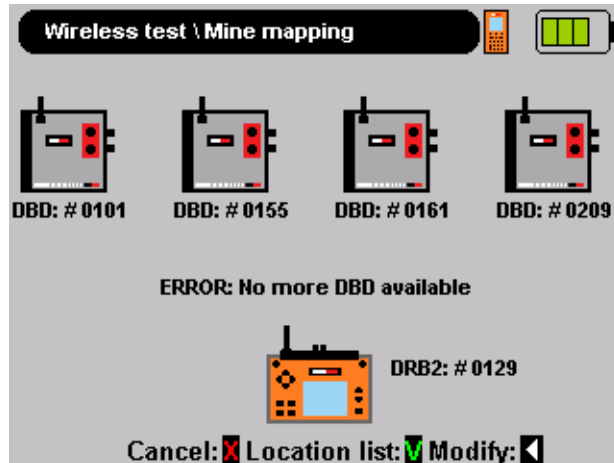 Wireless test \ Mine mapping
DBD: # 0101 DBD: # 0155 DBD: # 0161 DBD: # 0209
ERROR: No more DBD available
DRB2: # 0129
Cancel: X Location list: V Modify: